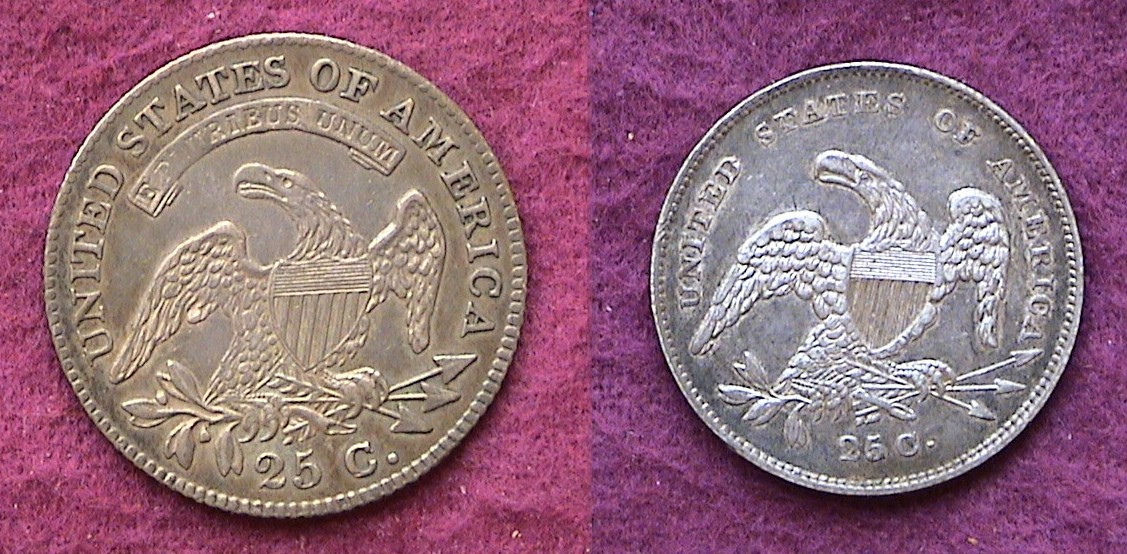 UNITED STATES OF AMERICA
E PLURIBUS UNUM
25 C.
UNITED STATES OF AMERICA
25 C.